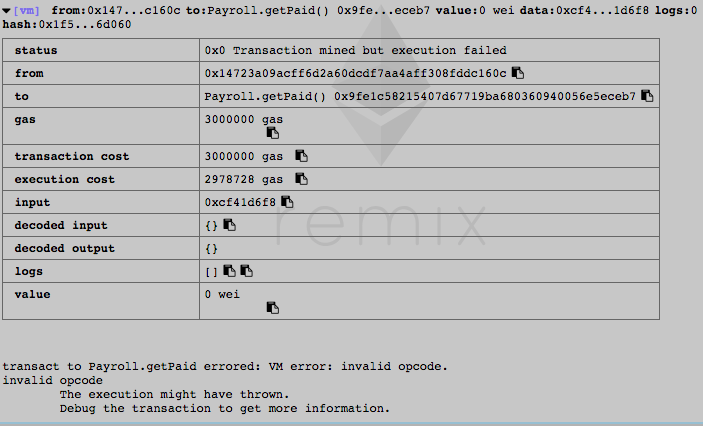 [vm] from:0x147...c160c to:Payroll.getPaid() 0x9fe...eceb7 value:0 wei data:0xcf4...1d6f8 logs:0
hash:0x1f5...6d060
status 0x0 Transaction mined but execution failed
from 0x14723a09acff6d2a60dcdf7aa4aff308fddc160c
to Payroll.getPaid() 0x9fe1c58215407d67719ba680360940056e5eceb7
gas 3000000 gas
transaction cost 3000000 gas
execution cost 2978728 gas
input 0xcf41d6f8
decoded input {}
decoded output {}
logs []
value 0 wei
remix
transact to Payroll.getPaid errored: VM error: invalid opcode.
invalid opcode
The execution might have thrown.
Debug the transaction to get more information.